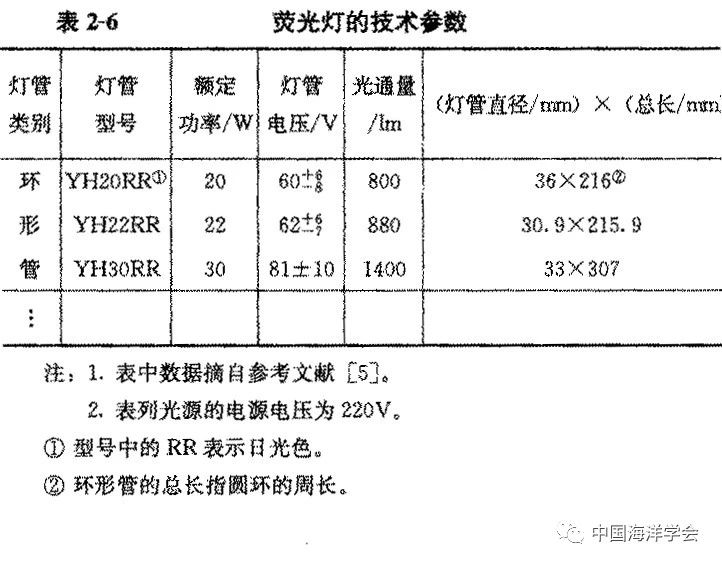 表 2-6 荧光灯的技术参数
灯管类别 灯管型号 额定功率/W 灯管电压/V 光通量/lm (灯管直径/mm) × (总长/mm
环 YH20RR① 20 60+6-8 800 36×216②
形 YH22RR 22 62+6-7 880 30.9×215.9
管 YH30RR 30 81±10 1400 33×307
⋮
注：1. 表中数据摘自参考文献 [5]。
2. 表列光源的电源电压为 220V。
① 型号中的 RR 表示日光色。
② 环形管的总长指圆环的周长。
中国海洋学会